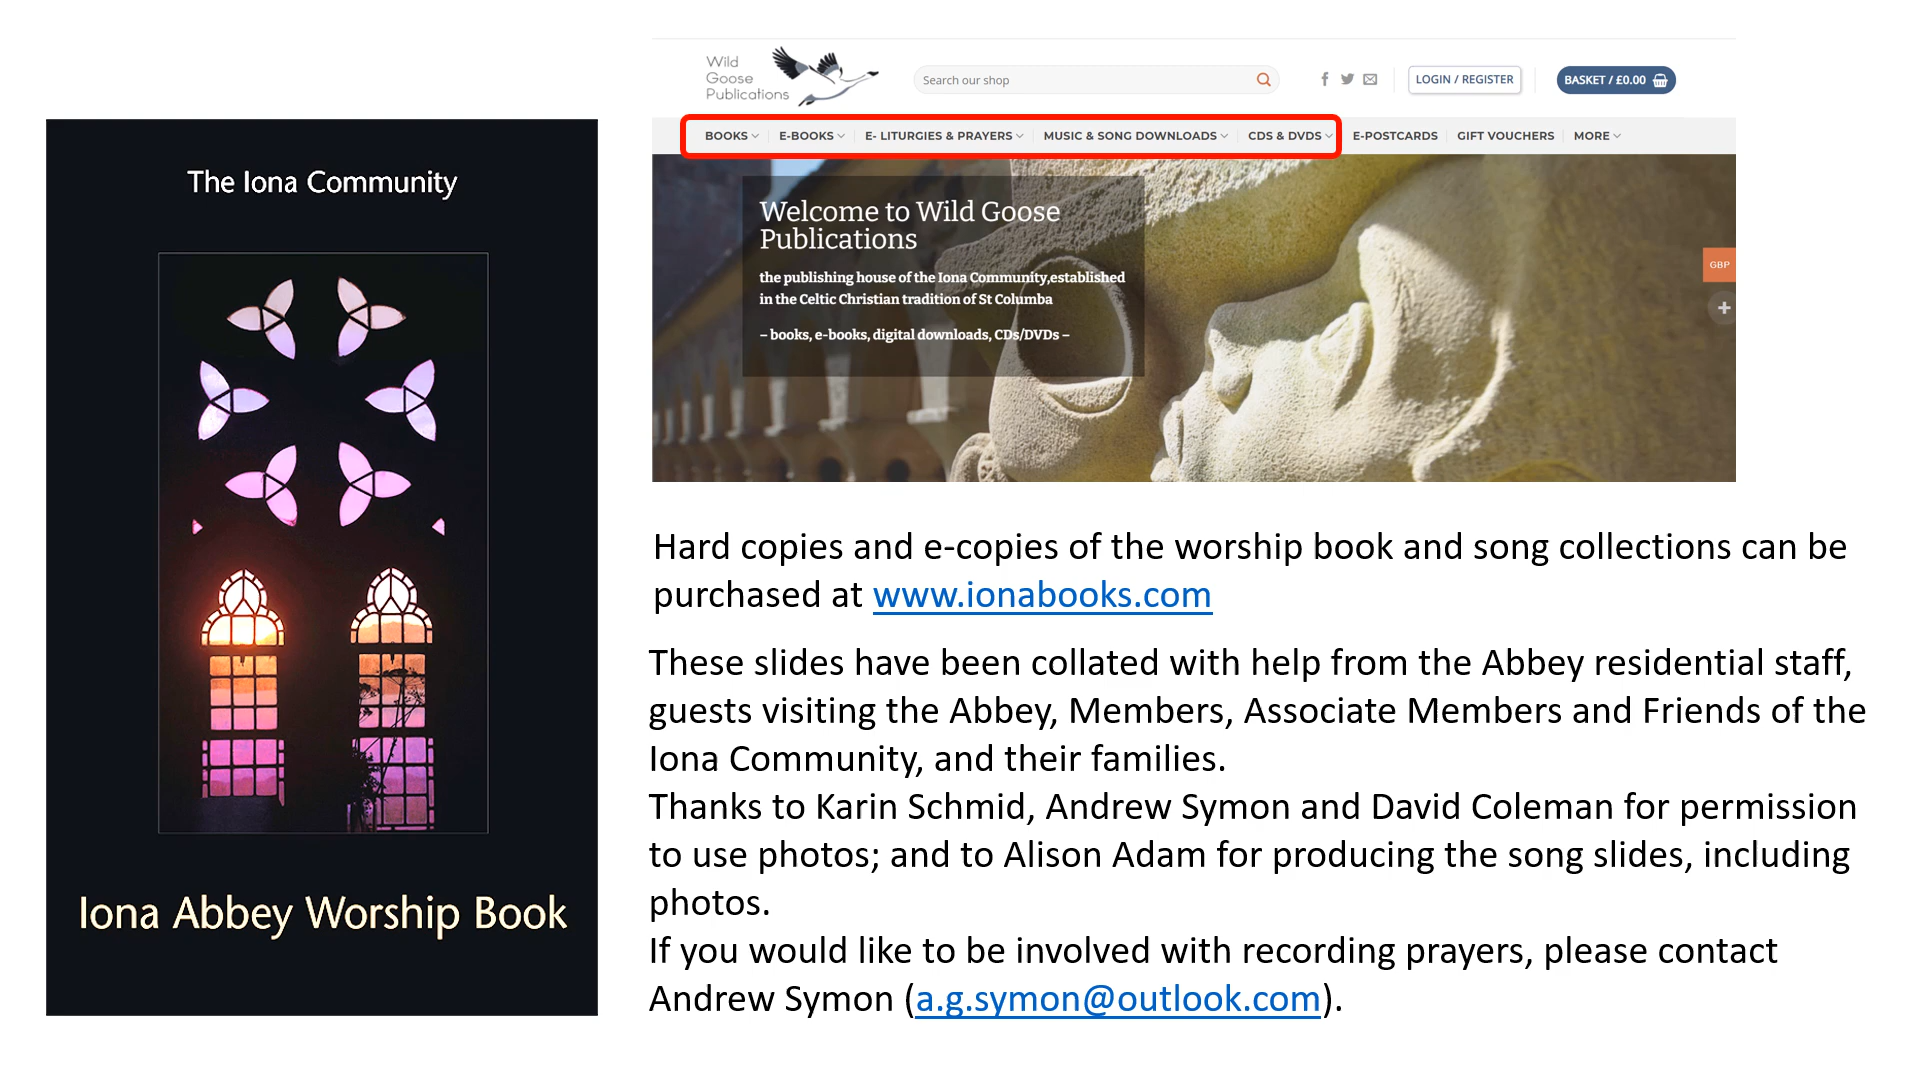 The Iona Community
Iona Abbey Worship Book
Wild
Goose
Publications
Search our shop
LOGIN / REGISTER
BASKET / £0.00
BOOKS E-BOOKS E- LITURGIES & PRAYERS MUSIC & SONG DOWNLOADS CDS & DVDS E-POSTCARDS GIFT VOUCHERS MORE
Welcome to Wild Goose
Publications
the publishing house of the Iona Community,established
in the Celtic Christian tradition of St Columba
– books, e-books, digital downloads, CDs/DVDs –
GBP
+
Hard copies and e-copies of the worship book and song collections can be
purchased at www.ionabooks.com
These slides have been collated with help from the Abbey residential staff,
guests visiting the Abbey, Members, Associate Members and Friends of the
Iona Community, and their families.
Thanks to Karin Schmid, Andrew Symon and David Coleman for permission
to use photos; and to Alison Adam for producing the song slides, including
photos.
If you would like to be involved with recording prayers, please contact
Andrew Symon (a.g.symon@outlook.com).